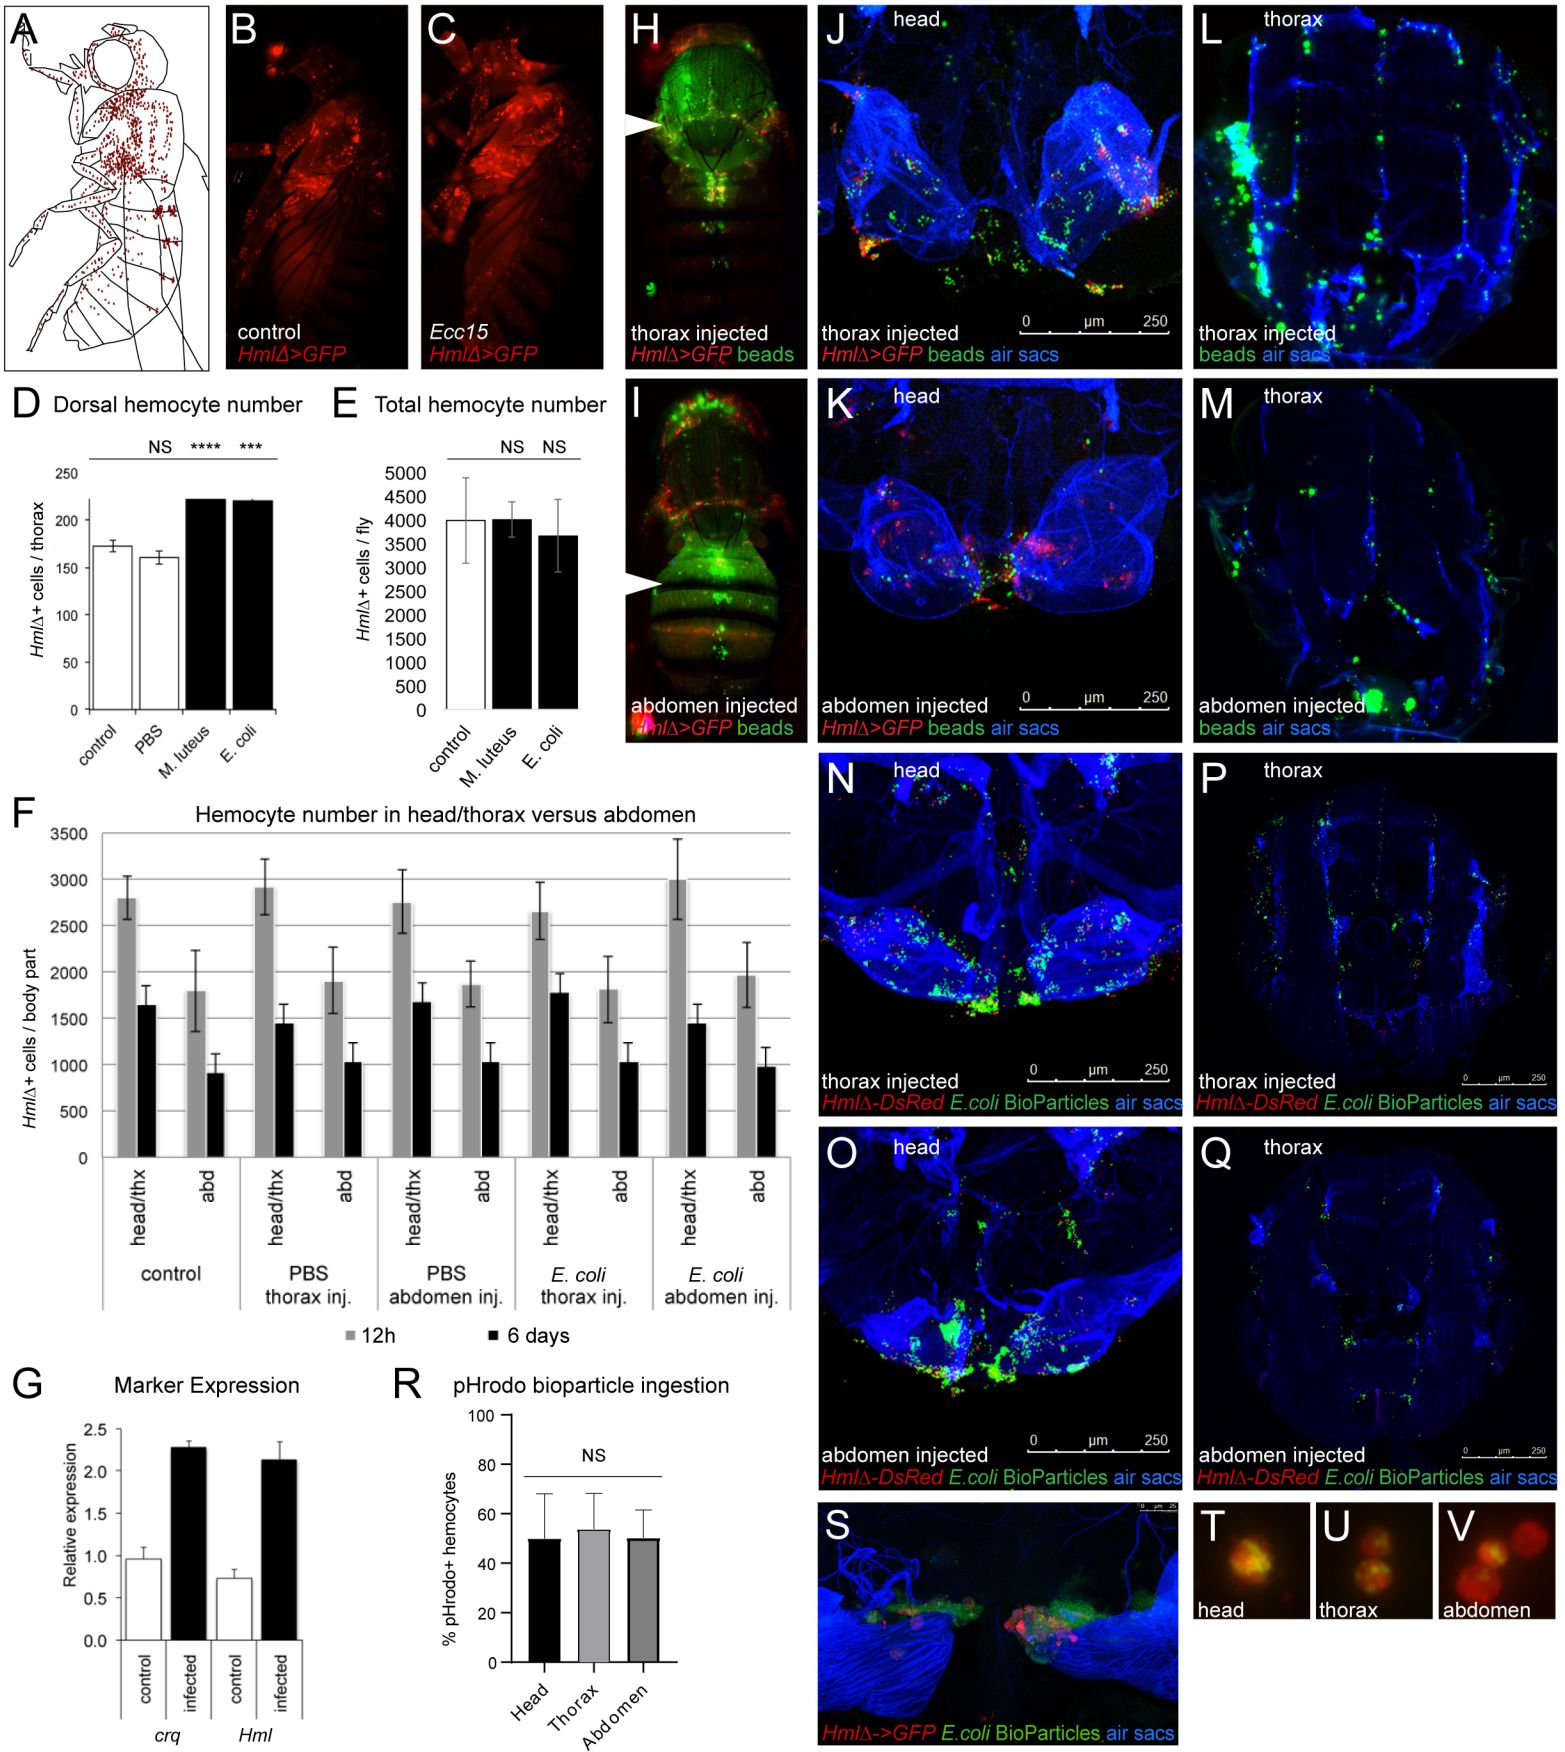 A
B
control
HmlΔ>GFP
C
Ecc15
HmlΔ>GFP
H
thorax injected
HmlΔ>GFP beads
J
head
0 µm 250
thorax injected
HmlΔ>GFP beads air sacs
L
thorax
thorax injected
beads air sacs
D Dorsal hemocyte number
NS **** ***
HmlΔ+ cells / thorax
250
200
150
100
50
0
control
PBS
M. luteus
E. coli
E Total hemocyte number
NS NS
HmlΔ+ cells / fly
5000
4500
4000
3500
3000
2500
2000
1500
1000
500
0
control
M. luteus
E. coli
I
abdomen injected
HmlΔ>GFP beads
K
head
0 µm 250
abdomen injected
HmlΔ>GFP beads air sacs
M
thorax
abdomen injected
beads air sacs
F
Hemocyte number in head/thorax versus abdomen
HmlΔ+ cells / body part
3500
3000
2500
2000
1500
1000
500
0
head/thx abd head/thx abd head/thx abd head/thx abd head/thx abd
control PBS PBS E. coli E. coli
thorax inj. abdomen inj. thorax inj. abdomen inj.
12h 6 days
N
head
0 µm 250
thorax injected
HmlΔ-DsRed E.coli BioParticles air sacs
P
thorax
0 µm 250
thorax injected
HmlΔ-DsRed E.coli BioParticles air sacs
O
head
0 µm 250
abdomen injected
HmlΔ-DsRed E.coli BioParticles air sacs
Q
thorax
0 µm 250
abdomen injected
HmlΔ-DsRed E.coli BioParticles air sacs
G
Marker Expression
Relative expression
2.5
2.0
1.5
1.0
0.5
0.0
control infected control infected
crq Hml
R pHrodo bioparticle ingestion
NS
% pHrodo+ hemocytes
100
80
60
40
20
0
Head
Thorax
Abdomen
S
0 µm 25
HmlΔ->GFP E.coli BioParticles air sacs
T
head
U
thorax
V
abdomen